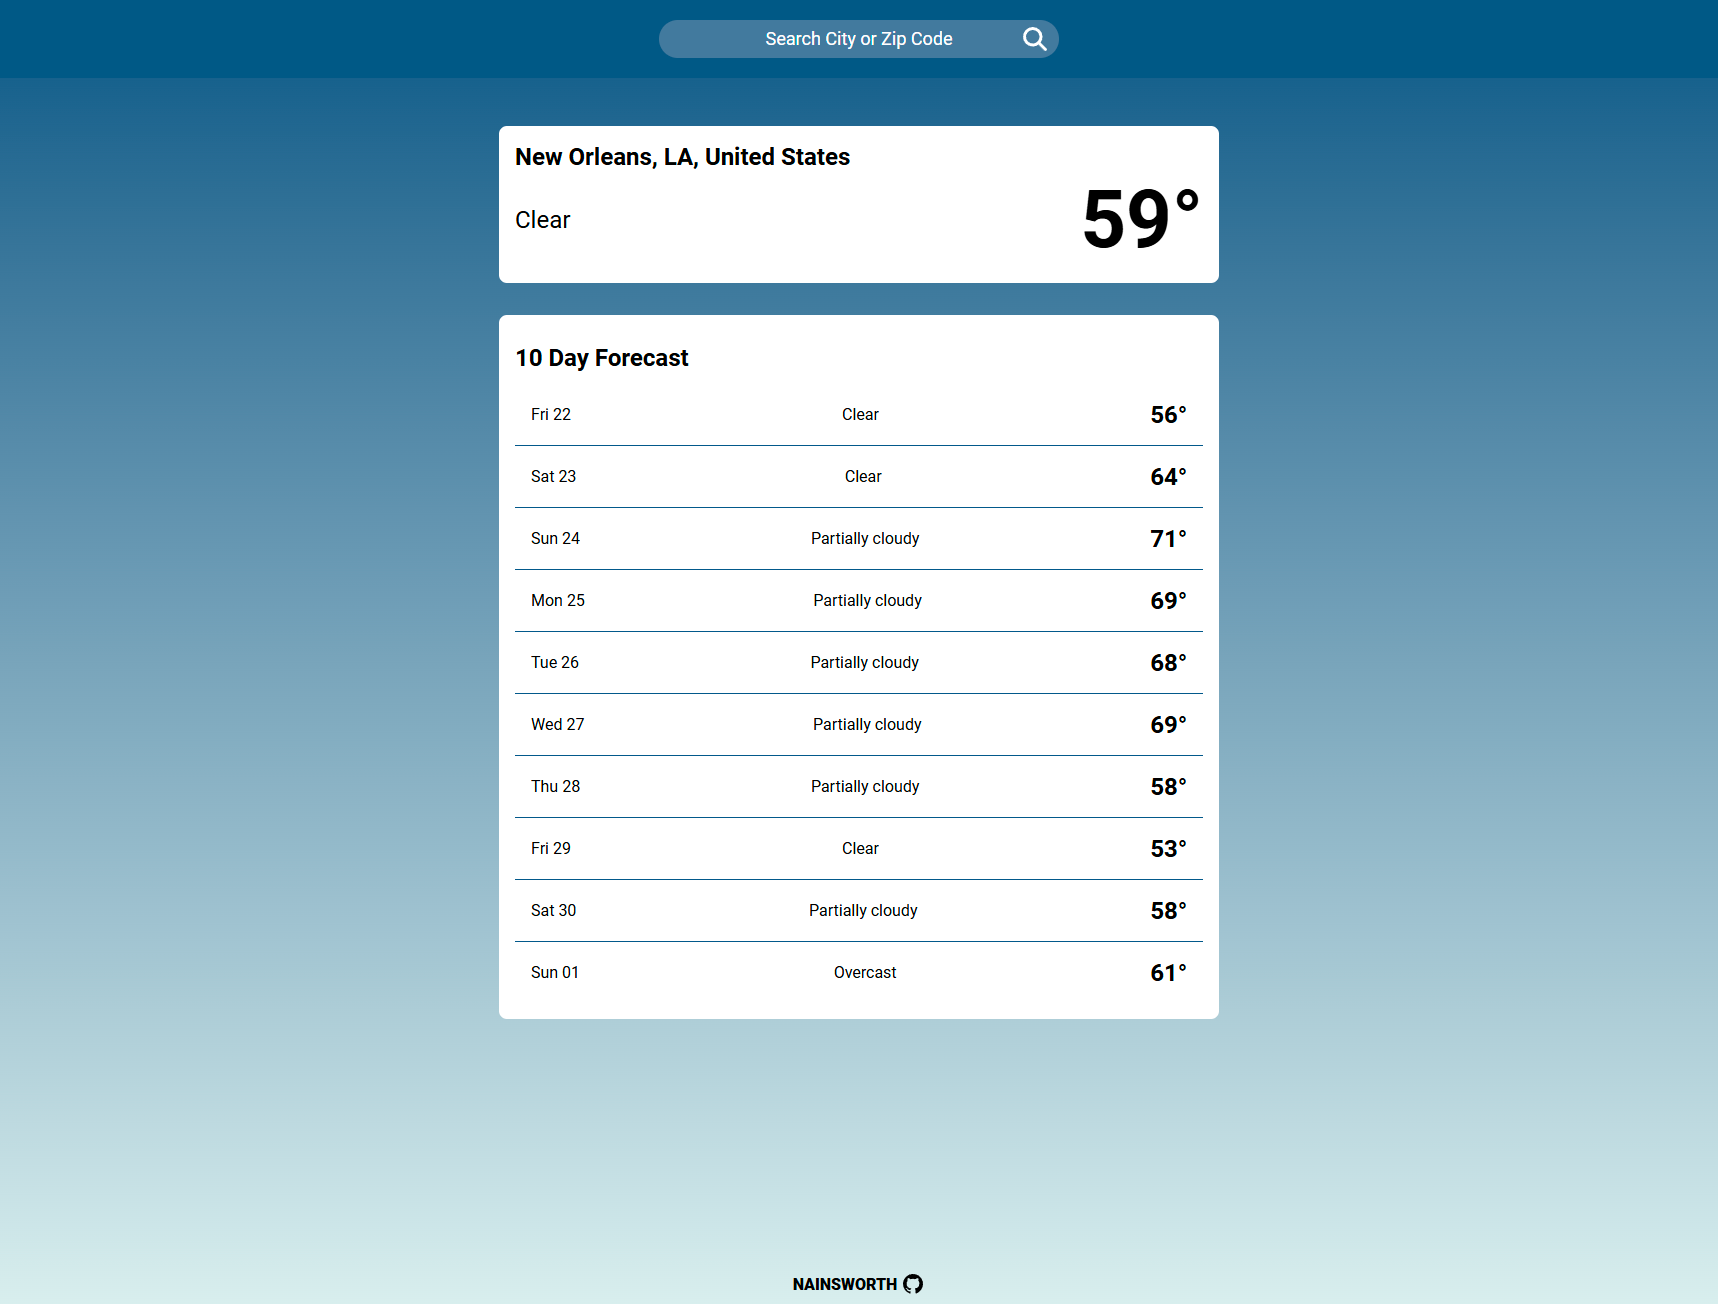 Search City or Zip Code
New Orleans, LA, United States
Clear 59°
10 Day Forecast
Fri 22 Clear 56°
Sat 23 Clear 64°
Sun 24 Partially cloudy 71°
Mon 25 Partially cloudy 69°
Tue 26 Partially cloudy 68°
Wed 27 Partially cloudy 69°
Thu 28 Partially cloudy 58°
Fri 29 Clear 53°
Sat 30 Partially cloudy 58°
Sun 01 Overcast 61°
NAINSWORTH